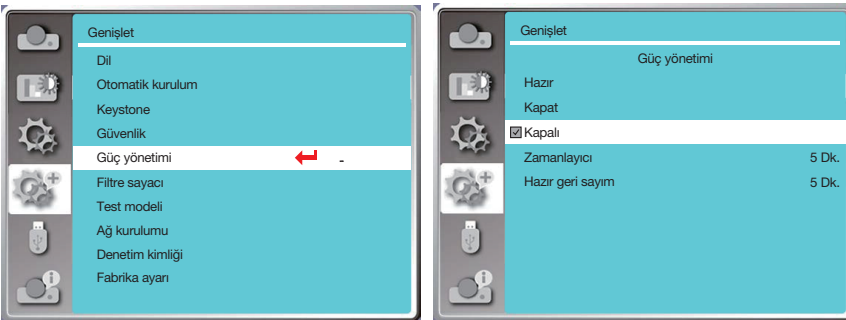 Genişlet
Dil
Otomatik kurulum
Keystone
Güvenlik
Güç yönetimi -
Filtre sayacı
Test modeli
Ağ kurulumu
Denetim kimliği
Fabrika ayarı
Genişlet
Güç yönetimi
Hazır
Kapat
Kapalı
Zamanlayıcı 5 Dk.
Hazır geri sayım 5 Dk.